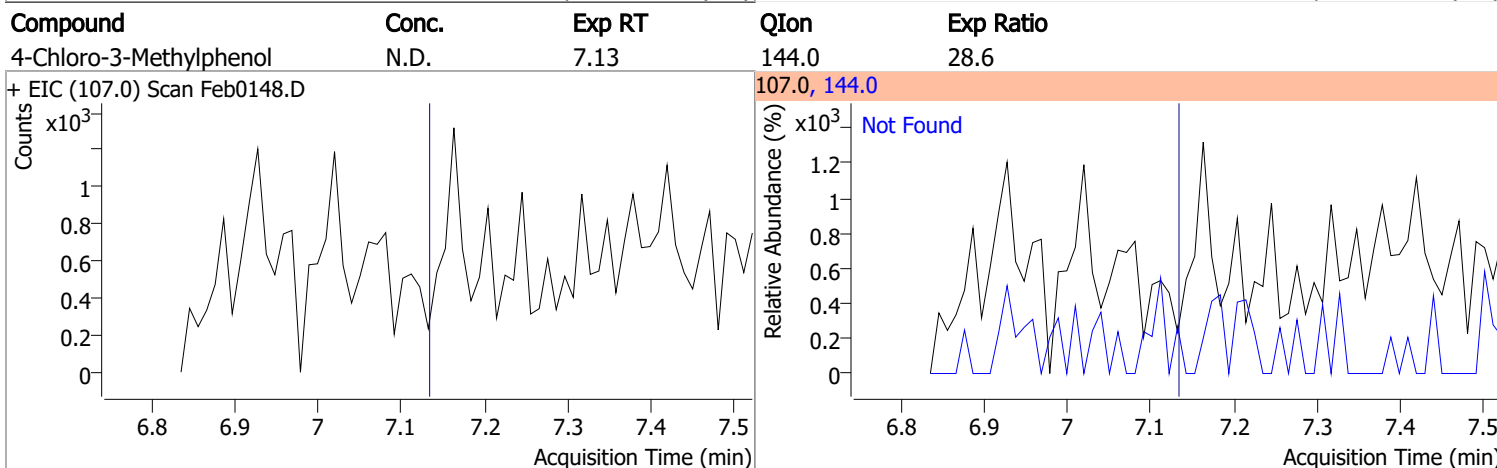 Compound Conc. Exp RT QIon Exp Ratio
4-Chloro-3-Methylphenol N.D. 7.13 144.0 28.6
+ EIC (107.0) Scan Feb0148.D
Counts
x10³
1
0.8
0.6
0.4
0.2
0
6.8 6.9 7 7.1 7.2 7.3 7.4 7.5
Acquisition Time (min)
107.0, 144.0
Relative Abundance (%)
x10³
Not Found
1.2
1
0.8
0.6
0.4
0.2
0
6.8 6.9 7 7.1 7.2 7.3 7.4 7.5
Acquisition Time (min)